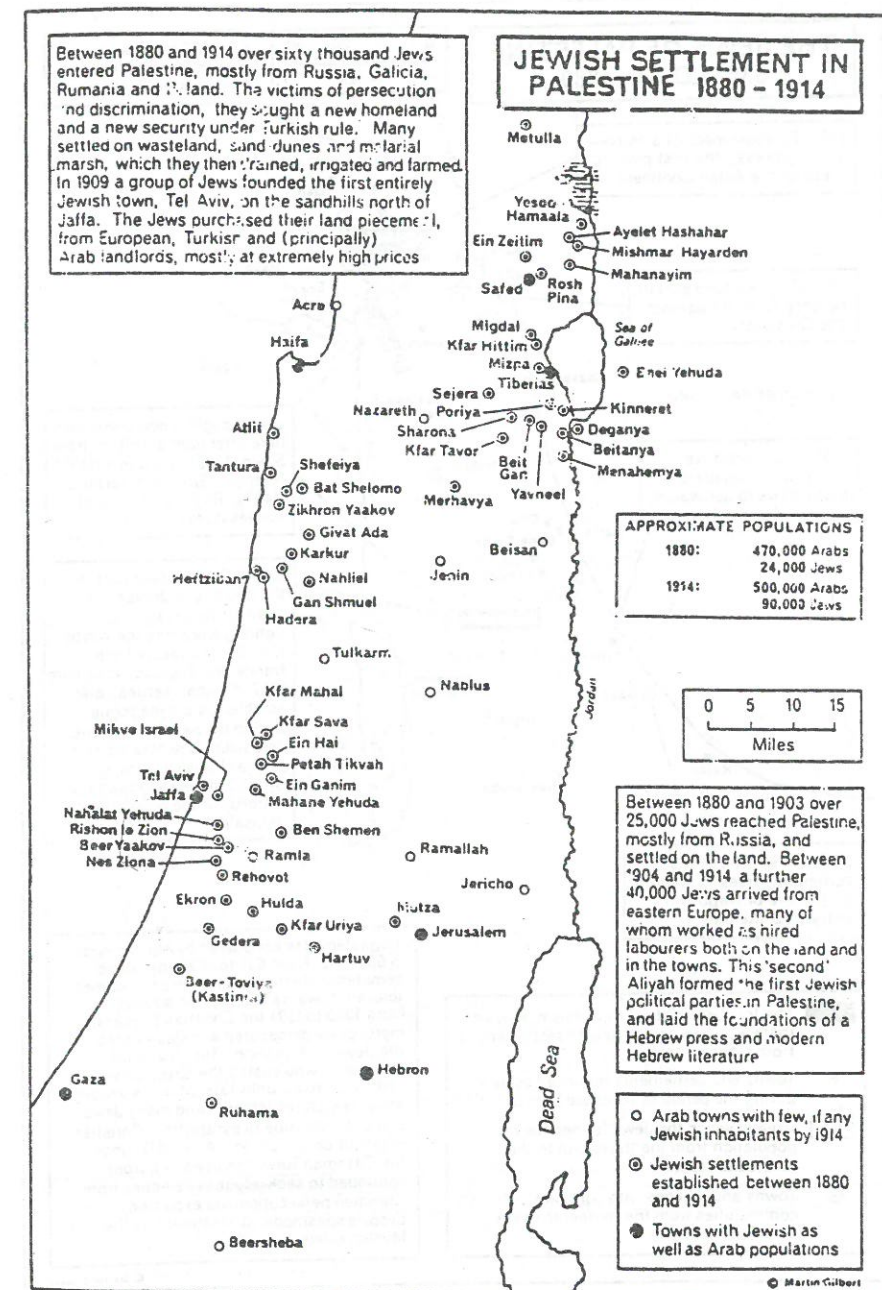 Between 1880 and 1914 over sixty thousand Jews
entered Palestine, mostly from Russia, Galicia,
Rumania and
The victims of persecution
and discrimination, they sought a new homeland
and a new security under Turkish rule. Many
settled on wasteland, sand dunes and malarial
marsh, which they then drained, irrigated and farmed
In 1909 a group of Jews founded the first entirely
Jewish town, Tel Aviv, on the sandhills north of
Jaffa. The Jews purchased their land piecemeal,
from European, Turkish and (principally)
Arab landlords, mostly at extremely high prices
JEWISH SETTLEMENT IN
PALESTINE 1880 - 1914
Metulla
Hamaala
Ayelet Hashahar
Mishmar Hayarden
Ein Zeitim
Mahanayim
Safed
Rosh
Pina
Acre
Migdal
Kfar Hittim
Sea of
Galilee
Haifa
Mizpa
Tiberias
Enei Yehuda
Sejera
Nazareth
Poriya
Kinneret
Sharona
Deganya
Kfar Tavor
Beitanya
Beit
Gan
Menahemya
Yavneel
Atlit
Tantura
Shefeiya
Bat Shelomo
Merhavya
Zikhron Yaakov
Givat Ada
Karkur
Beisan
Jenin
Nahliel
Gan Shmuel
Hadera
APPROXIMATE POPULATIONS
1880: 470,000 Arabs
24,000 Jews
1914: 500,000 Arabs
90,000 Jews
Tulkarm
Nablus
Jordan
Kfar Mahal
Kfar Sava
Mikve Israel
Ein Hai
Petah Tikvah
Tel Aviv
Ein Ganim
Jaffa
Mahane Yehuda
0 5 10 15
Miles
Nahalat Yehuda
Rishon le Zion
Ben Shemen
Beer Yaakov
Ramla
Ramallah
Nes Ziona
Rehovot
Jericho
Ekron
Hulda
Motza
Gedera
Kfar Uriya
Jerusalem
Hartuv
Beer-Toviya
(Kastinia)
Between 1880 and 1903 over
25,000 Jews reached Palestine,
mostly from Russia, and
settled on the land. Between
1904 and 1914 a further
40,000 Jews arrived from
eastern Europe, many of
whom worked as hired
labourers both on the land and
in the towns. This 'second'
Aliyah formed the first Jewish
political parties in Palestine,
and laid the foundations of a
Hebrew press and modern
Hebrew literature
Gaza
Hebron
Ruhama
Dead Sea
Beersheba
Arab towns with few, if any
Jewish inhabitants by 1914
Jewish settlements
established between 1880
and 1914
Towns with Jewish as
well as Arab populations
© Martin Gilbert